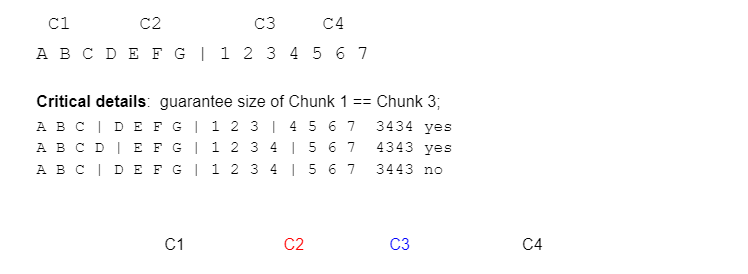 C1 C2 C3 C4
A B C D E F G | 1 2 3 4 5 6 7
Critical details: guarantee size of Chunk 1 == Chunk 3;
A B C | D E F G | 1 2 3 | 4 5 6 7 3434 yes
A B C D | E F G | 1 2 3 4 | 5 6 7 4343 yes
A B C | D E F G | 1 2 3 4 | 5 6 7 3443 no
C1 C2 C3 C4